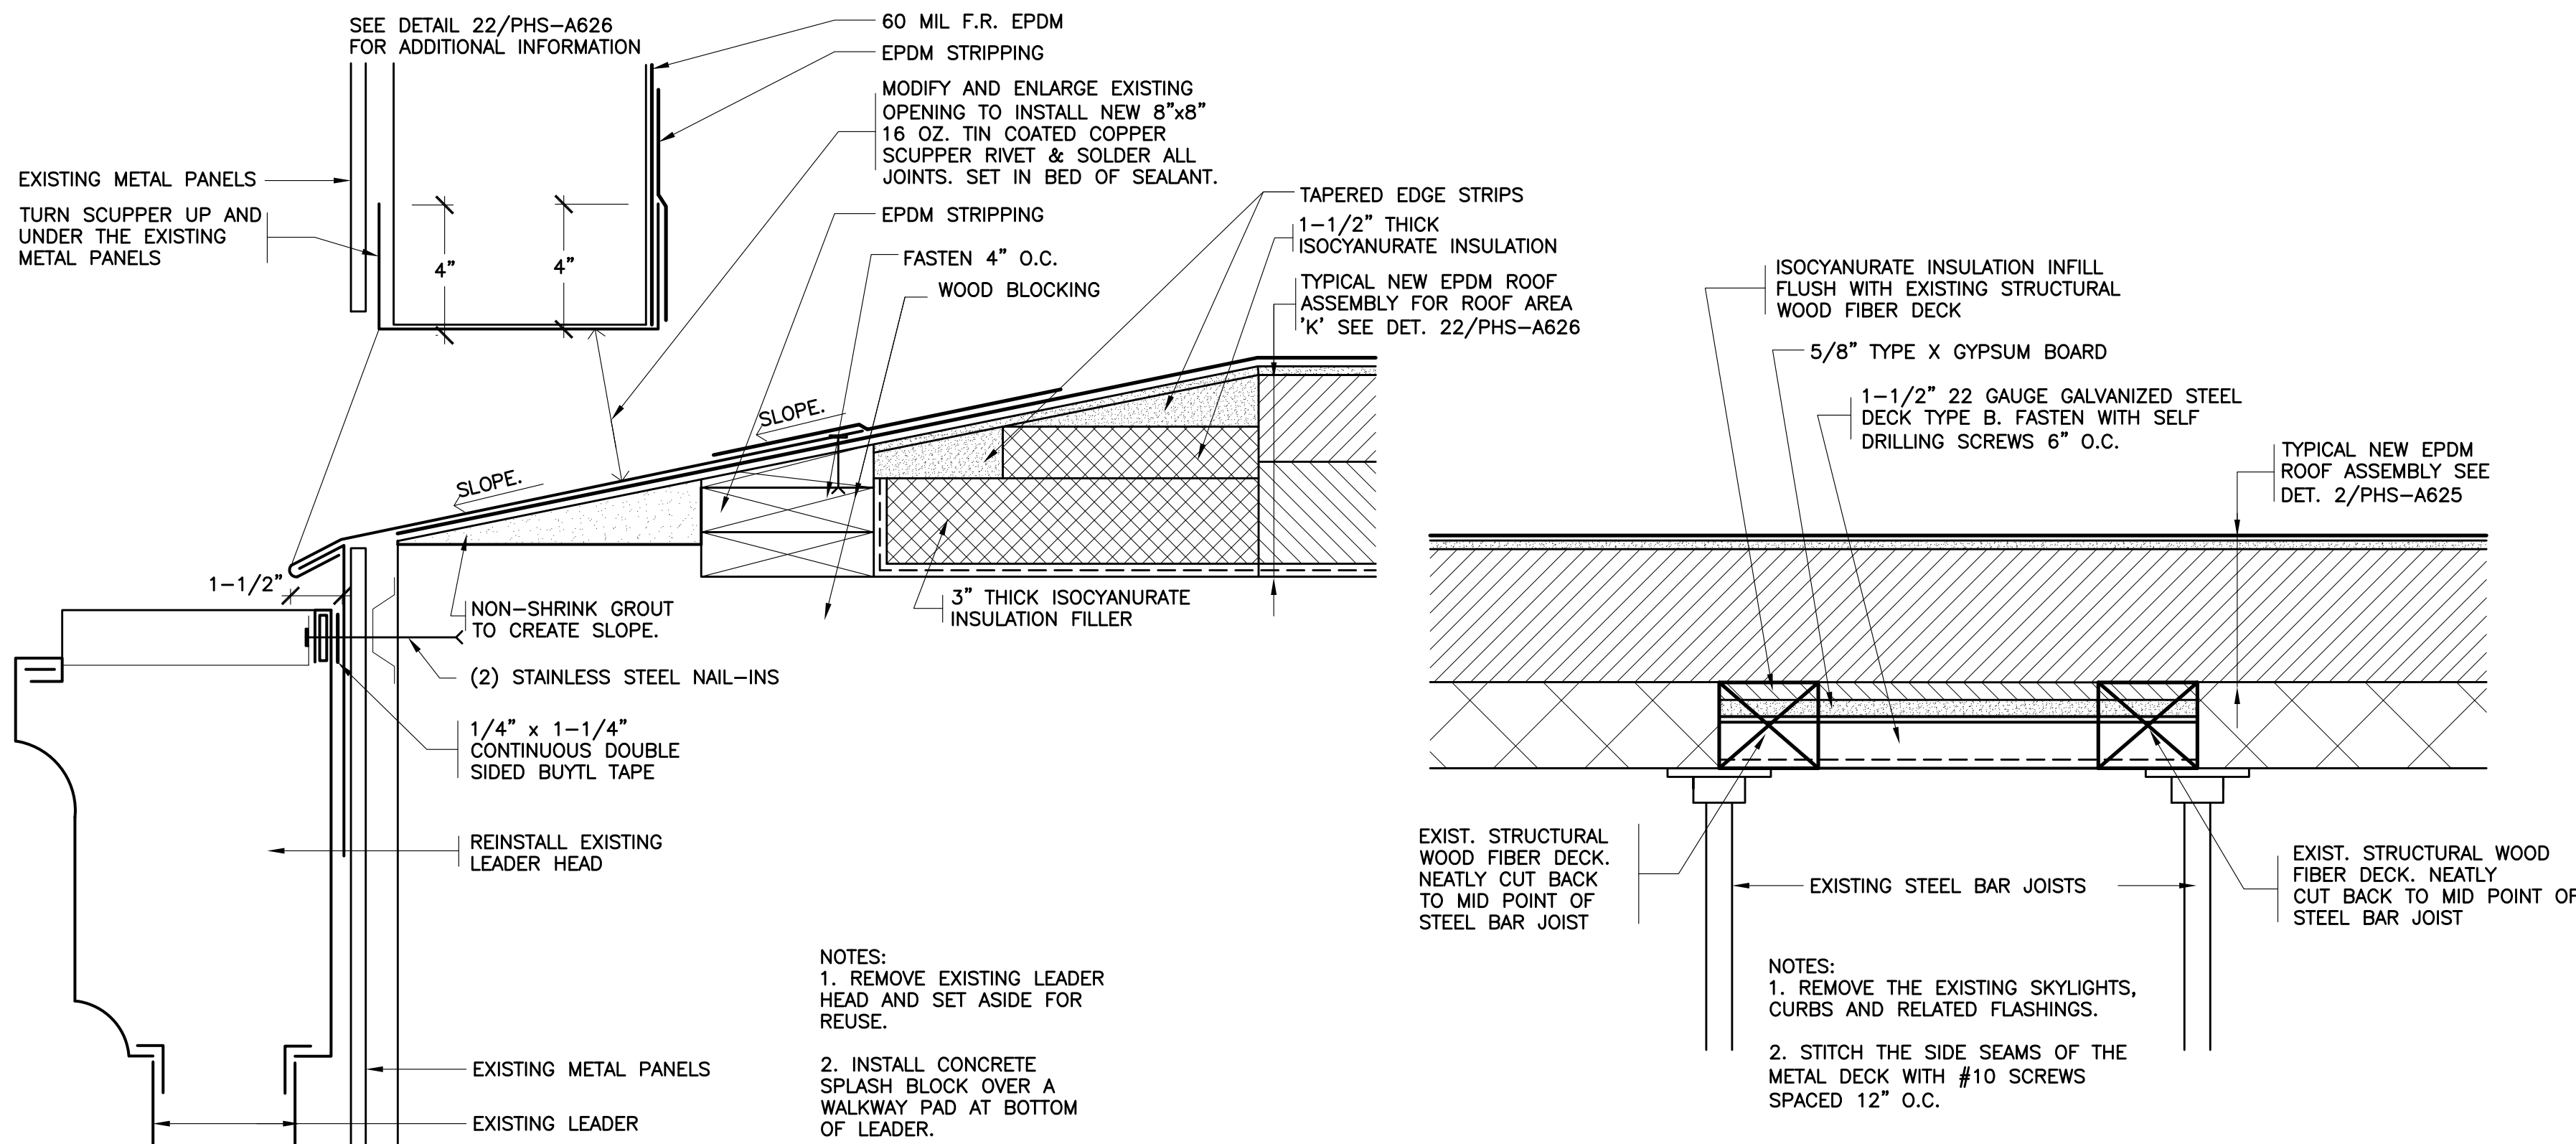 SEE DETAIL 22/PHS-A626
FOR ADDITIONAL INFORMATION
60 MIL F.R. EPDM
EPDM STRIPPING
MODIFY AND ENLARGE EXISTING
OPENING TO INSTALL NEW 8"x8"
16 OZ. TIN COATED COPPER
SCUPPER RIVET & SOLDER ALL
JOINTS. SET IN BED OF SEALANT.
EXISTING METAL PANELS
TURN SCUPPER UP AND
UNDER THE EXISTING
METAL PANELS
4"
4"
EPDM STRIPPING
FASTEN 4" O.C.
WOOD BLOCKING
TAPERED EDGE STRIPS
1-1/2" THICK
ISOCYANURATE INSULATION
TYPICAL NEW EPDM ROOF
ASSEMBLY FOR ROOF AREA
'K' SEE DET. 22/PHS-A626
SLOPE.
SLOPE.
1-1/2"
NON-SHRINK GROUT
TO CREATE SLOPE.
3" THICK ISOCYANURATE
INSULATION FILLER
(2) STAINLESS STEEL NAIL-INS
1/4" x 1-1/4"
CONTINUOUS DOUBLE
SIDED BUYTL TAPE
REINSTALL EXISTING
LEADER HEAD
EXISTING METAL PANELS
EXISTING LEADER
NOTES:
1. REMOVE EXISTING LEADER
HEAD AND SET ASIDE FOR
REUSE.
2. INSTALL CONCRETE
SPLASH BLOCK OVER A
WALKWAY PAD AT BOTTOM
OF LEADER.
ISOCYANURATE INSULATION INFILL
FLUSH WITH EXISTING STRUCTURAL
WOOD FIBER DECK
5/8" TYPE X GYPSUM BOARD
1-1/2" 22 GAUGE GALVANIZED STEEL
DECK TYPE B. FASTEN WITH SELF
DRILLING SCREWS 6" O.C.
TYPICAL NEW EPDM
ROOF ASSEMBLY SEE
DET. 2/PHS-A625
EXIST. STRUCTURAL
WOOD FIBER DECK.
NEATLY CUT BACK
TO MID POINT OF
STEEL BAR JOIST
EXISTING STEEL BAR JOISTS
EXIST. STRUCTURAL WOOD
FIBER DECK. NEATLY
CUT BACK TO MID POINT OF
STEEL BAR JOIST
NOTES:
1. REMOVE THE EXISTING SKYLIGHTS,
CURBS AND RELATED FLASHINGS.
2. STITCH THE SIDE SEAMS OF THE
METAL DECK WITH #10 SCREWS
SPACED 12" O.C.